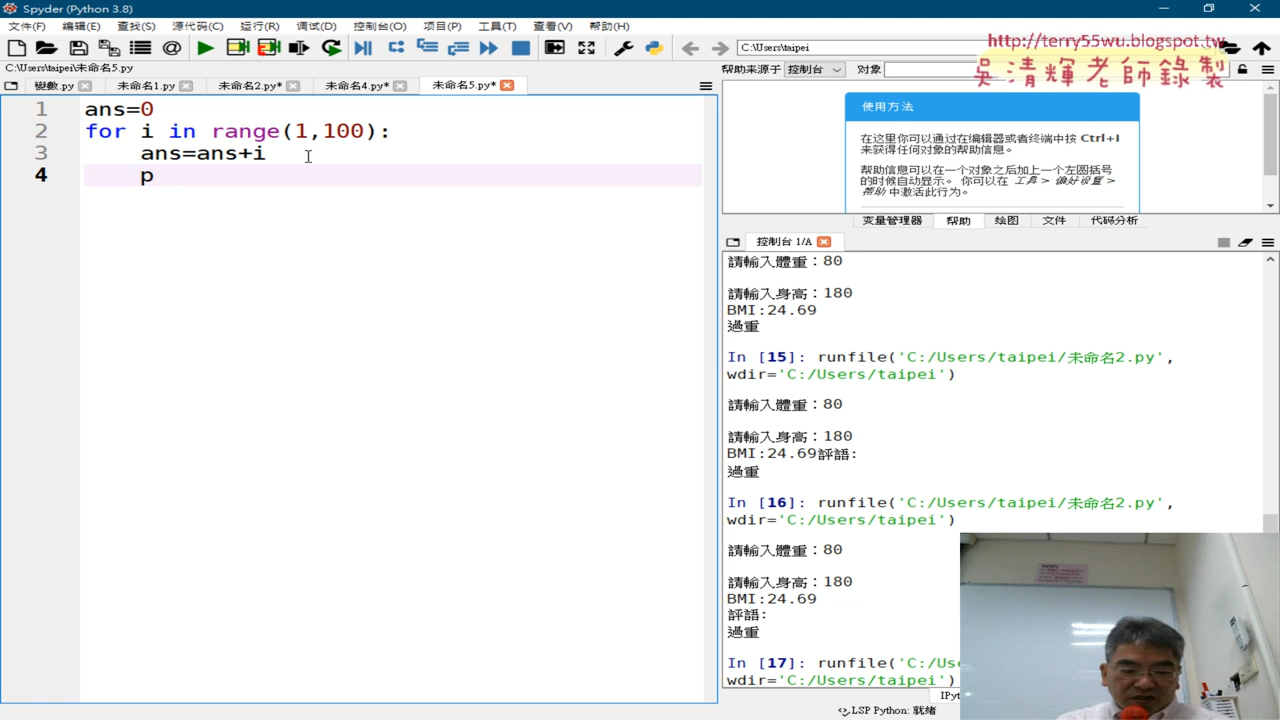 Spyder (Python 3.8)
文件(F) 编辑(E) 查找(S) 源代码(C) 运行(R) 调试(D) 控制台(O) 项目(P) 工具(T) 查看(V) 帮助(H)
C:\Users\taipei
http://terry55wu.blogspot.tw
吳清輝老師錄製
C:\Users\taipei\未命名5.py
变數.py 未命名1.py 未命名2.py* 未命名4.py* 未命名5.py*
帮助来源于 控制台 对象
1 ans=0
2 for i in range(1,100):
3 ans=ans+i
4 p
使用方法
在这里你可以通过在编辑器或者终端中按 Ctrl+I
来获得任何对象的帮助信息。
帮助信息可以在一个对象之后加上一个左圆括号
的时候自动显示。 你可以在 工具 > 偏好设置 >
帮助 中激活此行为。
变量管理器 帮助 绘图 文件 代码分析
控制台 1/A
請輸入體重：80
請輸入身高：180
BMI:24.69
過重
In [15]: runfile('C:/Users/taipei/未命名2.py',
wdir='C:/Users/taipei')
請輸入體重：80
請輸入身高：180
BMI:24.69評語:
過重
In [16]: runfile('C:/Users/taipei/未命名2.py',
wdir='C:/Users/taipei')
請輸入體重：80
請輸入身高：180
BMI:24.69
評語:
過重
In [17]: runfile('C:/Us
wdir='C:/Users/taipei')
IPyt
LSP Python: 就绪